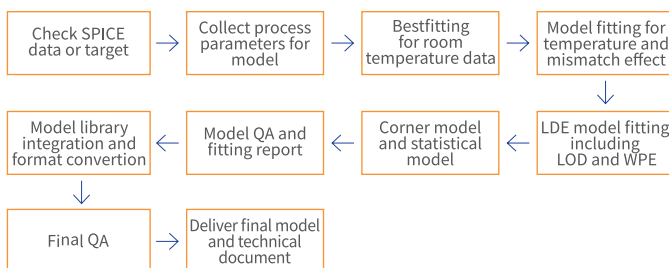 Check SPICE
data or target
Collect process
parameters for
model
Bestfitting
for room
temperature data
Model fitting for
temperature and
mismatch effect
LDE model fitting
including
LOD and WPE
Corner model
and statistical
model
Model QA and
fitting report
Model library
integration and
format convertion
Final QA
Deliver final model
and technical
document